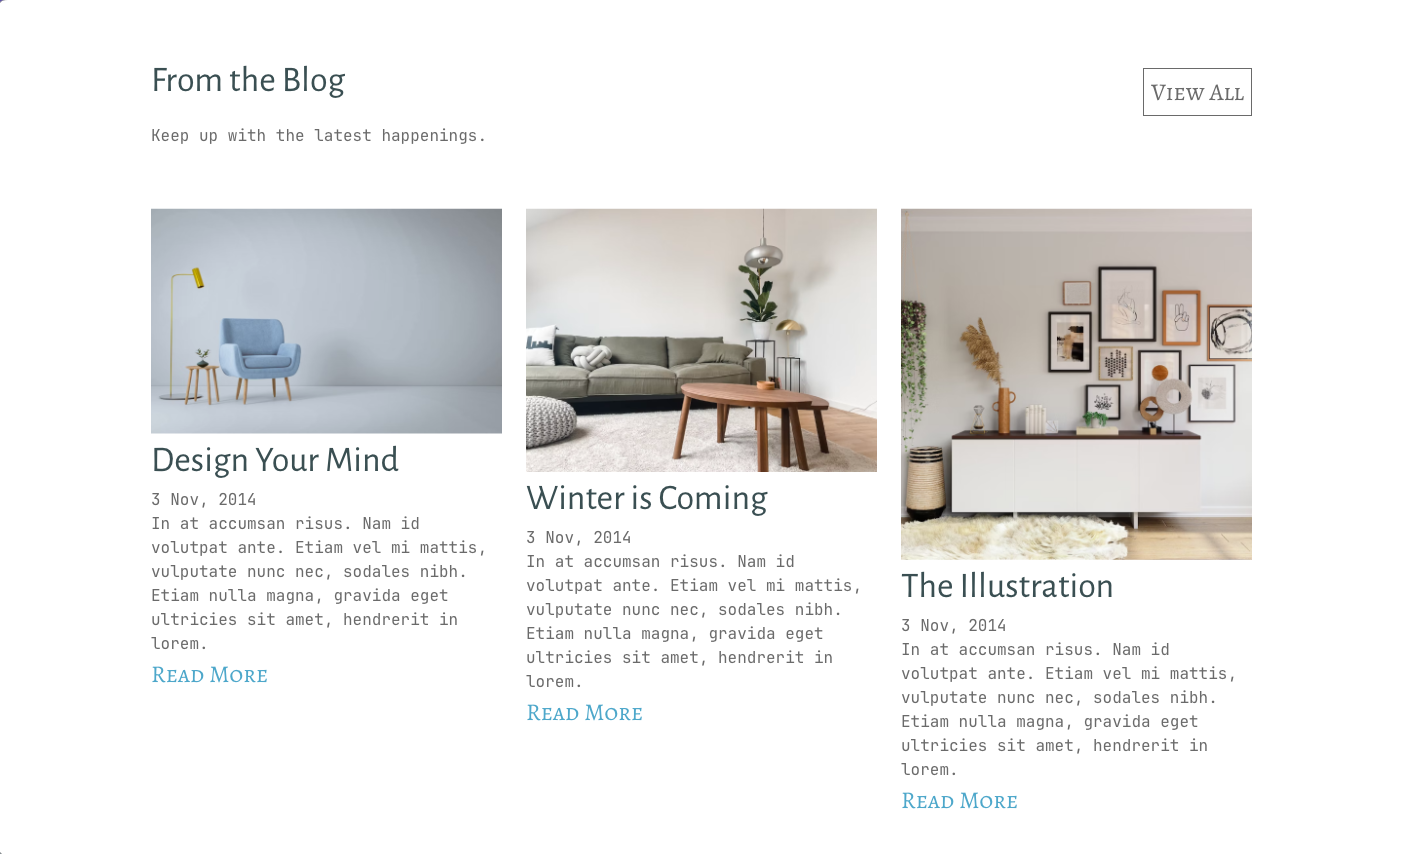 From the Blog
View All
Keep up with the latest happenings.
Design Your Mind
3 Nov, 2014
In at accumsan risus. Nam id
volutpat ante. Etiam vel mi mattis,
vulputate nunc nec, sodales nibh.
Etiam nulla magna, gravida eget
ultricies sit amet, hendrerit in
lorem.
Read More
Winter is Coming
3 Nov, 2014
In at accumsan risus. Nam id
volutpat ante. Etiam vel mi mattis,
vulputate nunc nec, sodales nibh.
Etiam nulla magna, gravida eget
ultricies sit amet, hendrerit in
lorem.
Read More
The Illustration
3 Nov, 2014
In at accumsan risus. Nam id
volutpat ante. Etiam vel mi mattis,
vulputate nunc nec, sodales nibh.
Etiam nulla magna, gravida eget
ultricies sit amet, hendrerit in
lorem.
Read More